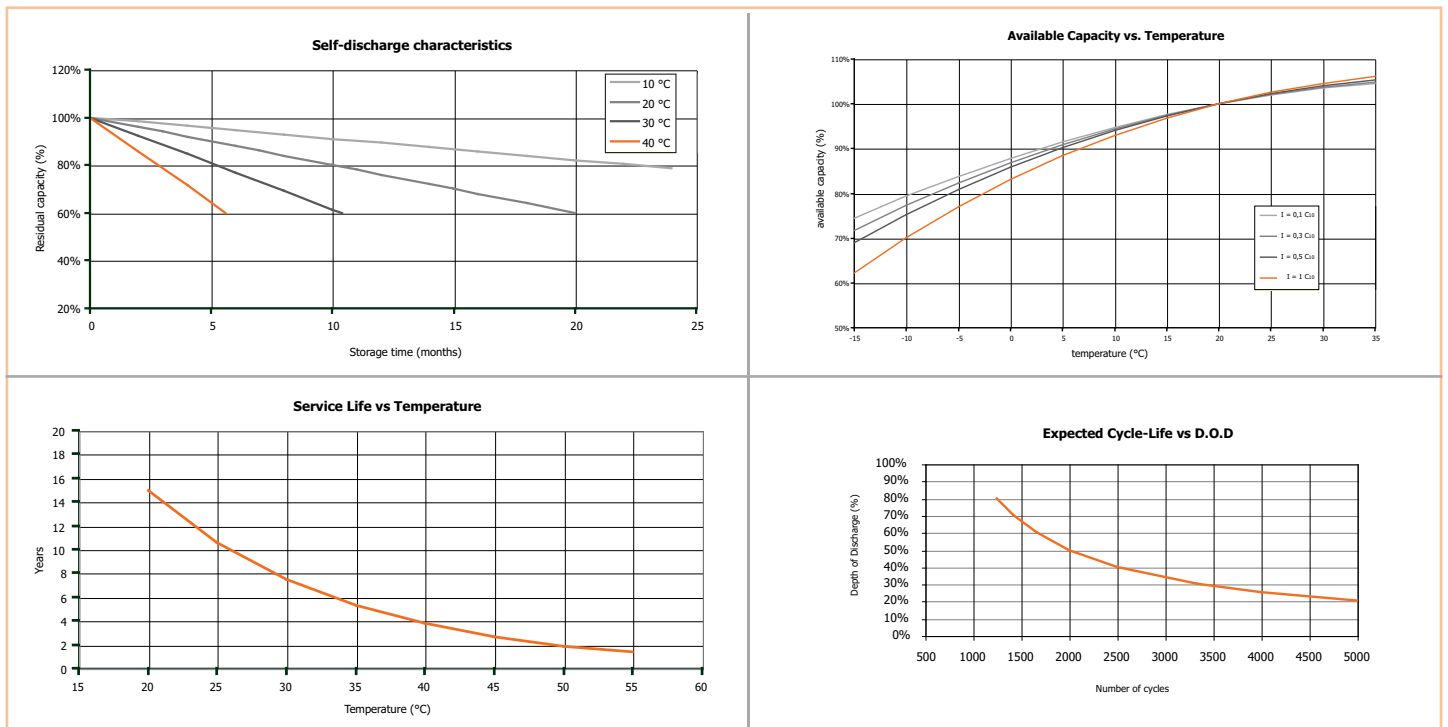 Self-discharge characteristics
Residual capacity (%)
120%
100%
80%
60%
40%
20%
0 5 10 15 20 25
Storage time (months)
10 °C
20 °C
30 °C
40 °C
Available Capacity vs. Temperature
available capacity (%)
110%
100%
90%
80%
70%
60%
50%
-15 -10 -5 0 5 10 15 20 25 30 35
temperature (°C)
I = 0,1 C₁₀
I = 0,3 C₁₀
I = 0,5 C₁₀
I = 1 C₁₀
Service Life vs Temperature
Years
20
18
16
14
12
10
8
6
4
2
0
15 20 25 30 35 40 45 50 55 60
Temperature (°C)
Expected Cycle-Life vs D.O.D
Depth of Discharge (%)
100%
90%
80%
70%
60%
50%
40%
30%
20%
10%
0%
500 1000 1500 2000 2500 3000 3500 4000 4500 5000
Number of cycles